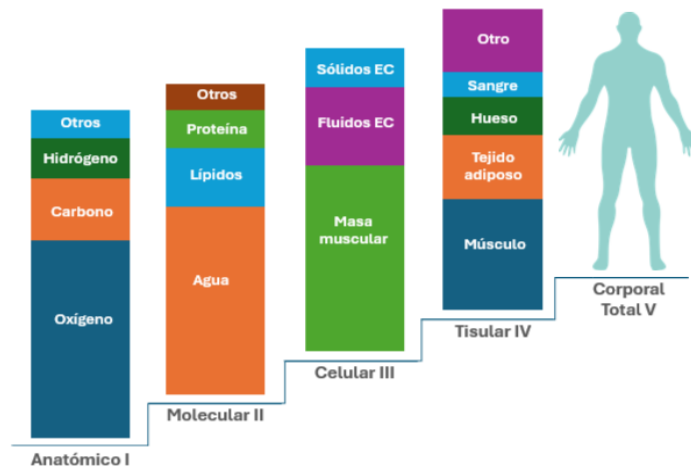 Otros
Hidrógeno
Carbono
Oxígeno
Anatómico I
Otros
Proteína
Lípidos
Agua
Molecular II
Sólidos EC
Fluidos EC
Masa
muscular
Celular III
Otro
Sangre
Hueso
Tejido
adiposo
Músculo
Tisular IV
Corporal
Total V